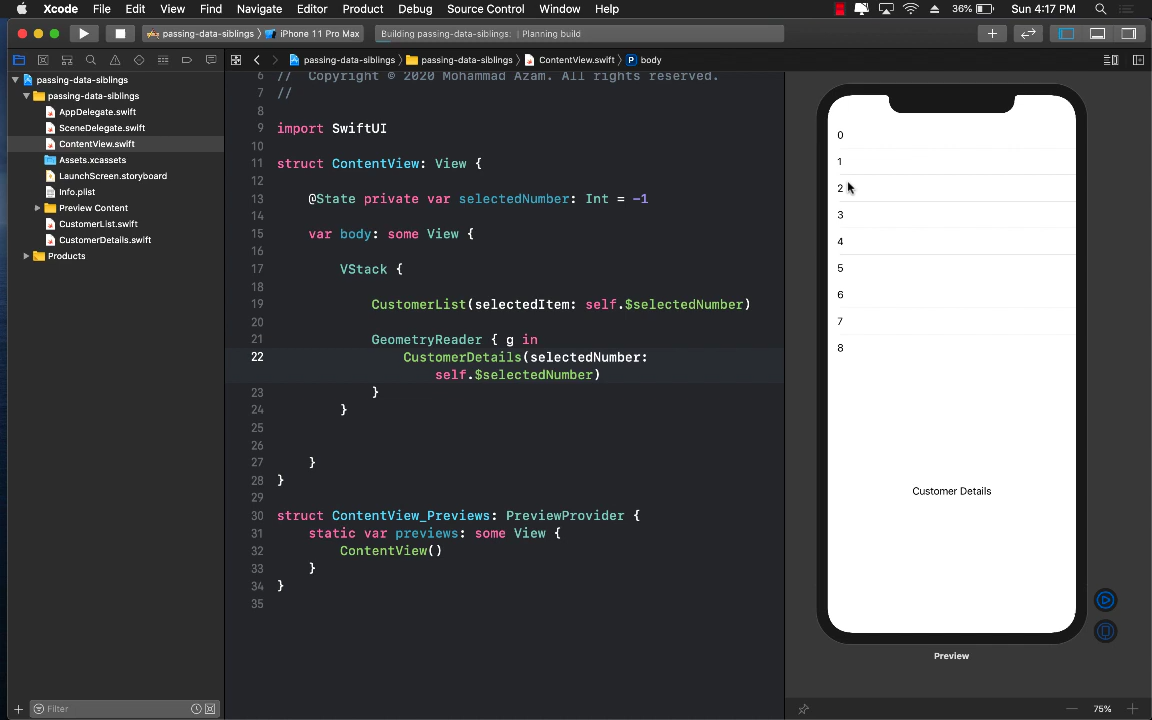 Xcode File Edit View Find Navigate Editor Product Debug Source Control Window Help 36% Sun 4:17 PM
passing-data-siblings iPhone 11 Pro Max Building passing-data-siblings: | Planning build
passing-data-siblings passing-data-siblings ContentView.swift P body
passing-data-siblings
passing-data-siblings
AppDelegate.swift
SceneDelegate.swift
ContentView.swift
Assets.xcassets
LaunchScreen.storyboard
Info.plist
Preview Content
CustomerList.swift
CustomerDetails.swift
Products
Filter
6 // Copyright © 2020 Mohammad Azam. All rights reserved.
7 //
8
9 import SwiftUI
10
11 struct ContentView: View {
12
13 @State private var selectedNumber: Int = -1
14
15 var body: some View {
16
17 VStack {
18
19 CustomerList(selectedItem: self.$selectedNumber)
20
21 GeometryReader { g in
22 CustomerDetails(selectedNumber:
self.$selectedNumber)
23 }
24 }
25
26
27 }
28 }
29
30 struct ContentView_Previews: PreviewProvider {
31 static var previews: some View {
32 ContentView()
33 }
34 }
35
0
1
2
3
4
5
6
7
8
Customer Details
Preview
75%